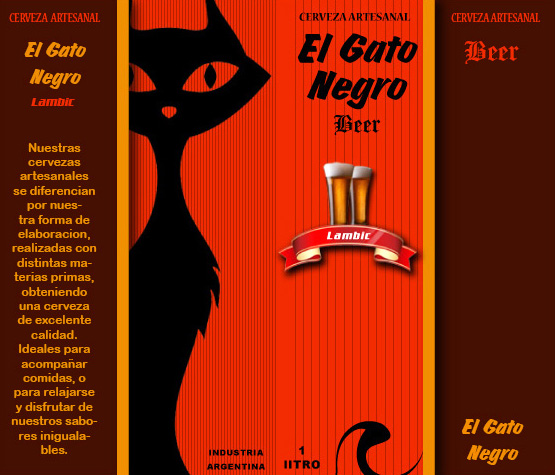 CERVEZA ARTESANAL
El Gato
Negro
Lambic
Nuestras
cervezas
artesanales
se diferencian
por nues-
tra forma de
elaboracion,
realizadas con
distintas ma-
terias primas,
obteniendo
una cerveza
de excelente
calidad.
Ideales para
acompañar
comidas, o
para relajarse
y disfrutar de
nuestros sabo-
res iniguala-
bles.
CERVEZA ARTESANAL
El Gato
Negro
Beer
Lambic
INDUSTRIA
ARGENTINA
1
lITRO
CERVEZA ARTESANAL
Beer
El Gato
Negro